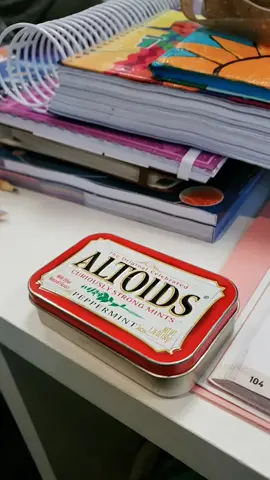 The Original Celebrated
ALTOIDS®
CURIOUSLY STRONG MINTS
PEPPERMINT
104